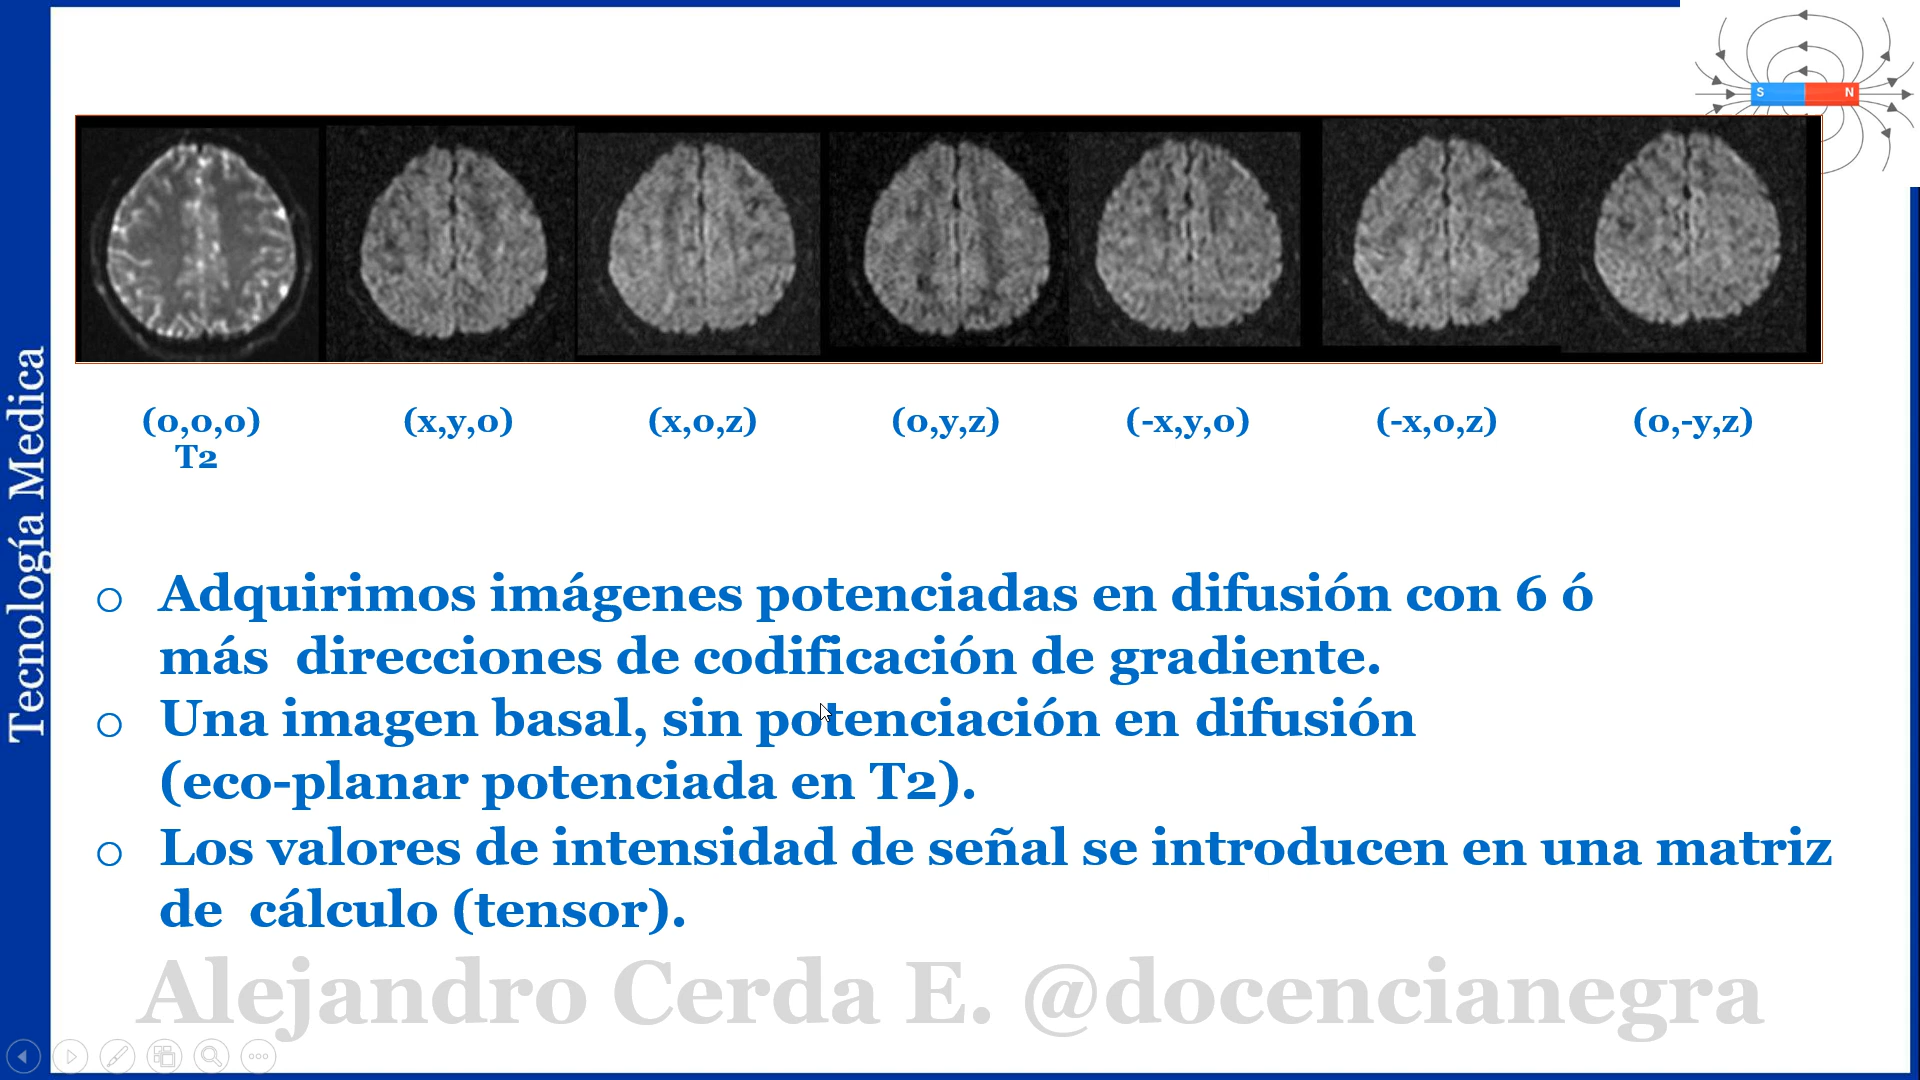 S N
(0,0,0) (x,y,0) (x,0,z) (0,y,z) (-x,y,0) (-x,0,z) (0,-y,z)
T2
Tecnología Medica
o Adquirimos imágenes potenciadas en difusión con 6 ó
más direcciones de codificación de gradiente.
o Una imagen basal, sin potenciación en difusión
(eco-planar potenciada en T2).
o Los valores de intensidad de señal se introducen en una matriz
de cálculo (tensor).
Alejandro Cerda E. @docencianegra